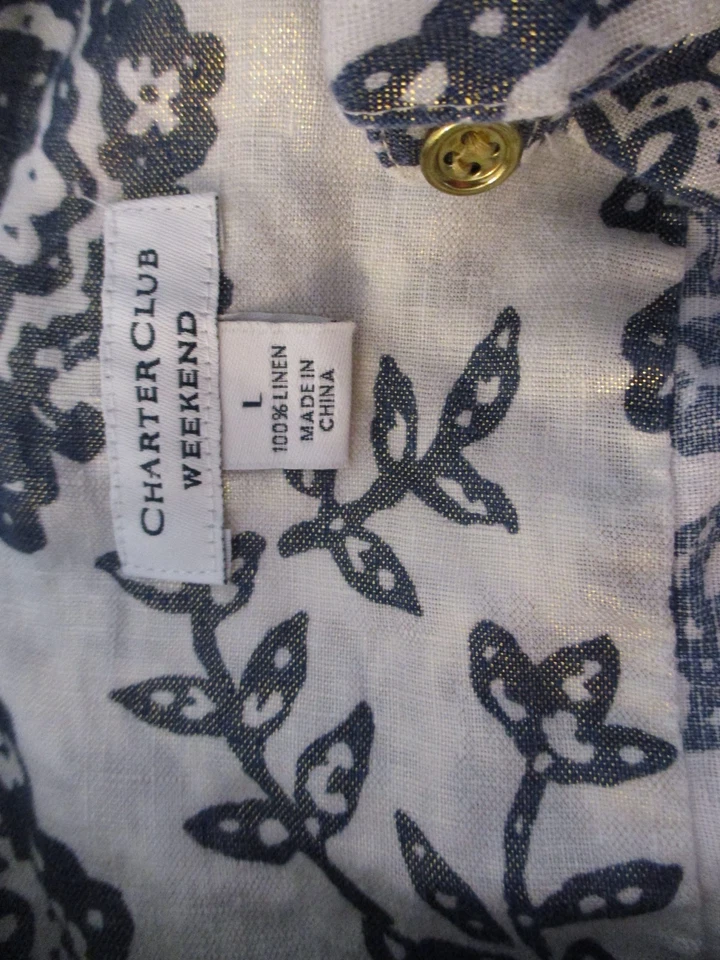 CHARTER CLUB
WEEKEND
L
100% LINEN
MADE IN
CHINA